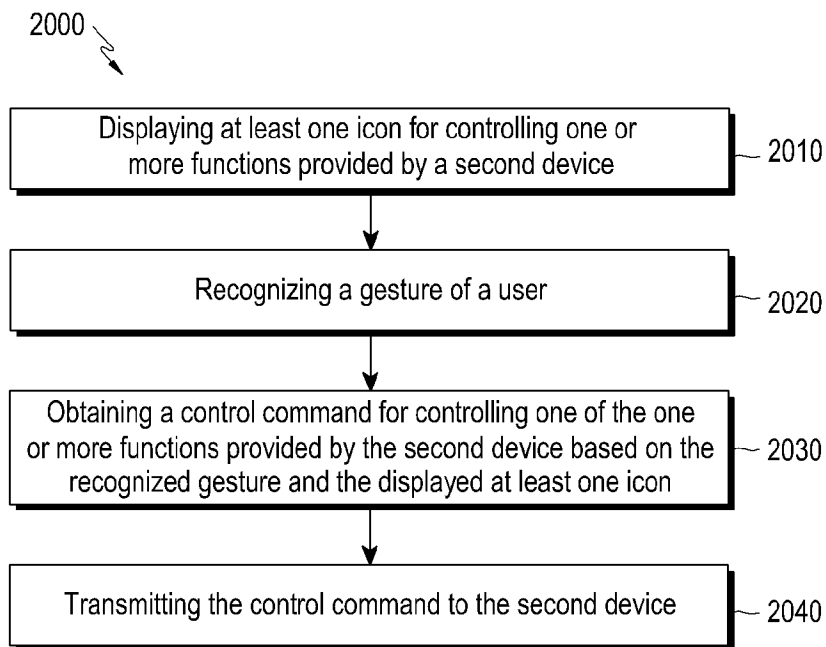 2000
Displaying at least one icon for controlling one or
more functions provided by a second device
2010
Recognizing a gesture of a user
2020
Obtaining a control command for controlling one of the one
or more functions provided by the second device based on the
recognized gesture and the displayed at least one icon
2030
Transmitting the control command to the second device
2040